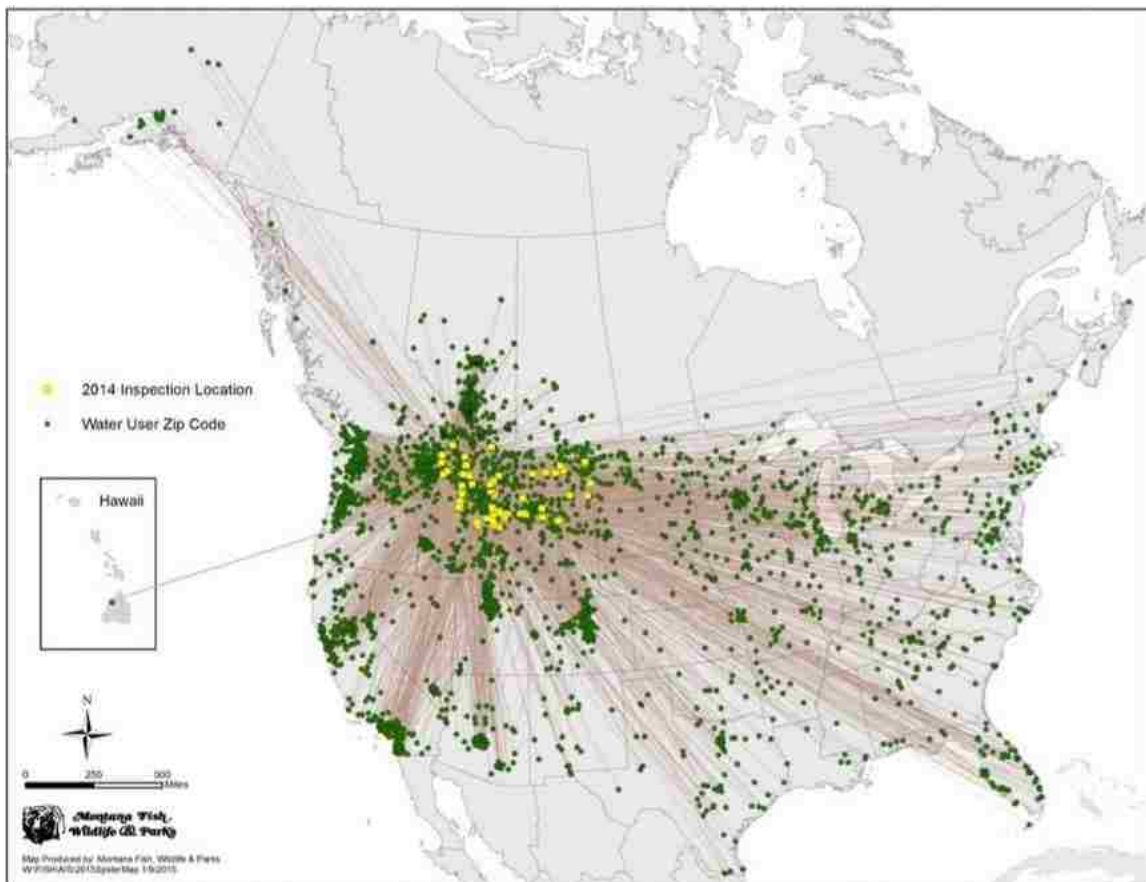 2014 Inspection Location
Water User Zip Code
Hawaii
N
0 250 500
Miles
Montana Fish
Wildlife & Parks
Map Produced by: Montana Fish, Wildlife & Parks